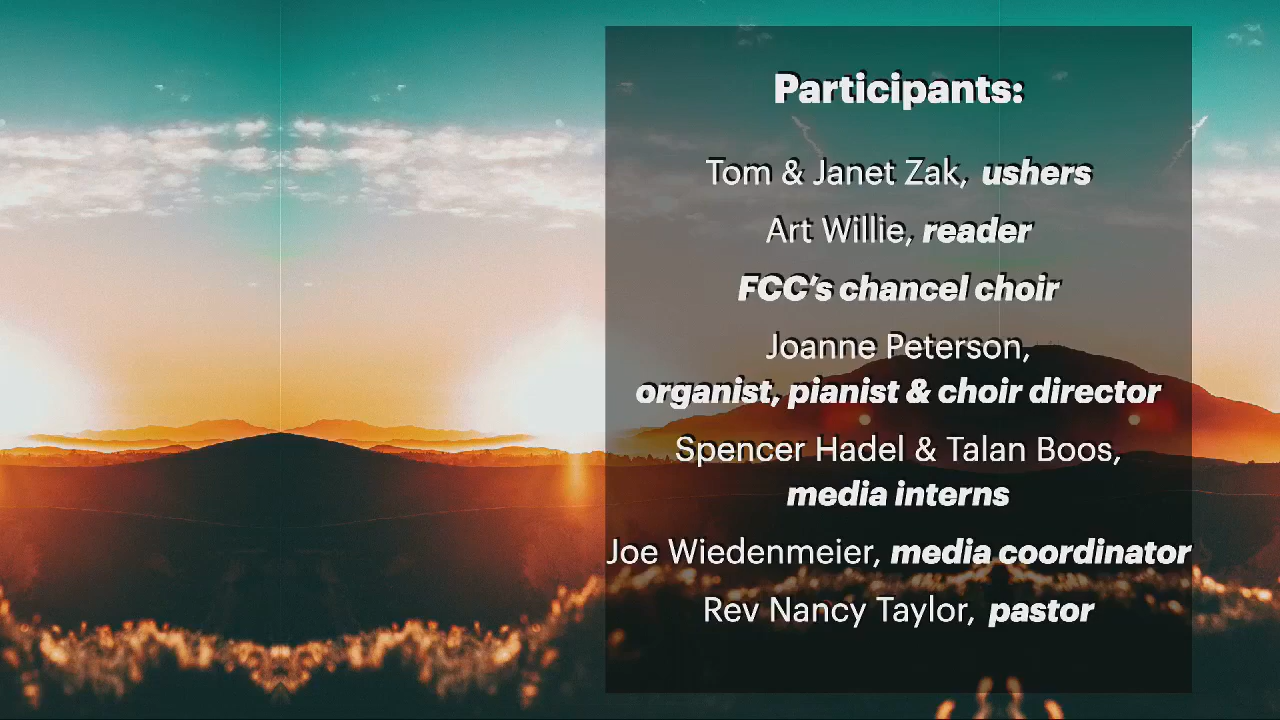 Participants:
Tom & Janet Zak, ushers
Art Willie, reader
FCC’s chancel choir
Joanne Peterson,
organist, pianist & choir director
Spencer Hadel & Talan Boos,
media interns
Joe Wiedenmeier, media coordinator
Rev Nancy Taylor, pastor